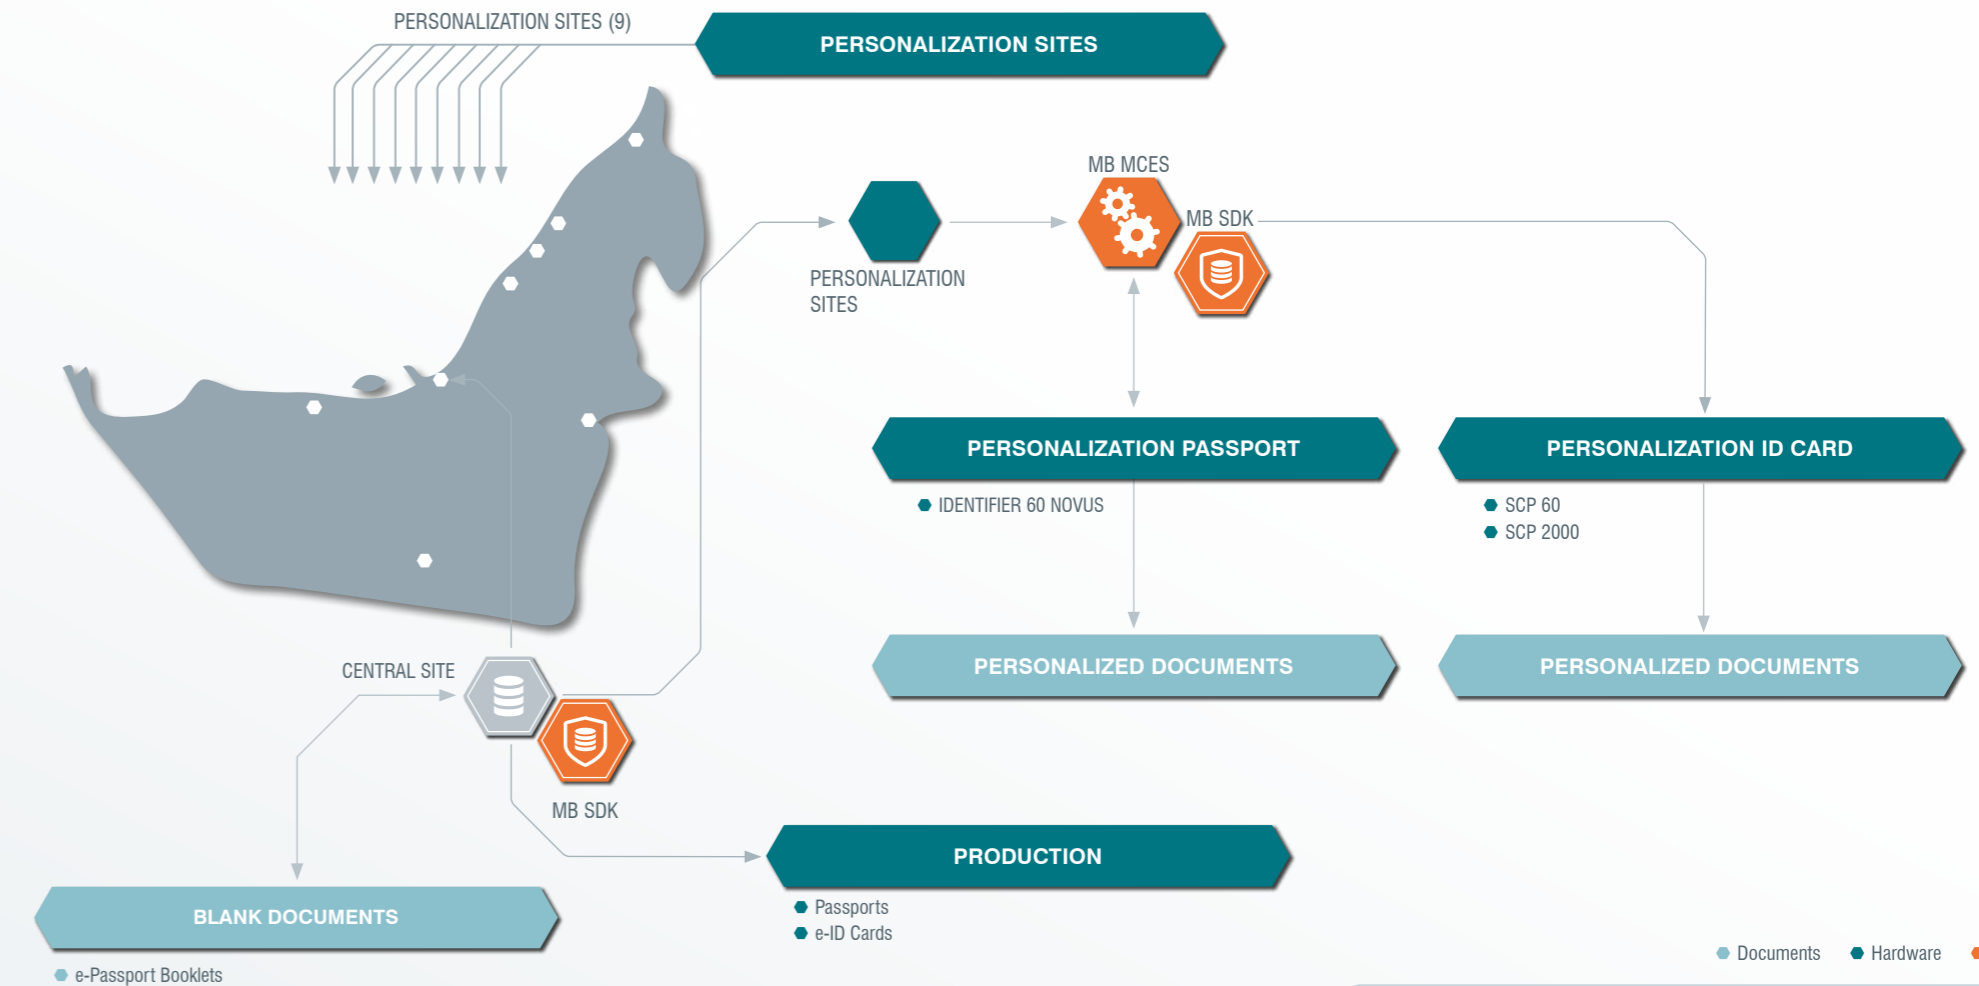 PERSONALIZATION SITES (9)
PERSONALIZATION SITES
MB MCES
MB SDK
PERSONALIZATION
SITES
PERSONALIZATION PASSPORT
IDENTIFIER 60 NOVUS
PERSONALIZATION ID CARD
SCP 60
SCP 2000
PERSONALIZED DOCUMENTS
PERSONALIZED DOCUMENTS
CENTRAL SITE
MB SDK
PRODUCTION
Passports
e-ID Cards
BLANK DOCUMENTS
e-Passport Booklets
Documents
Hardware